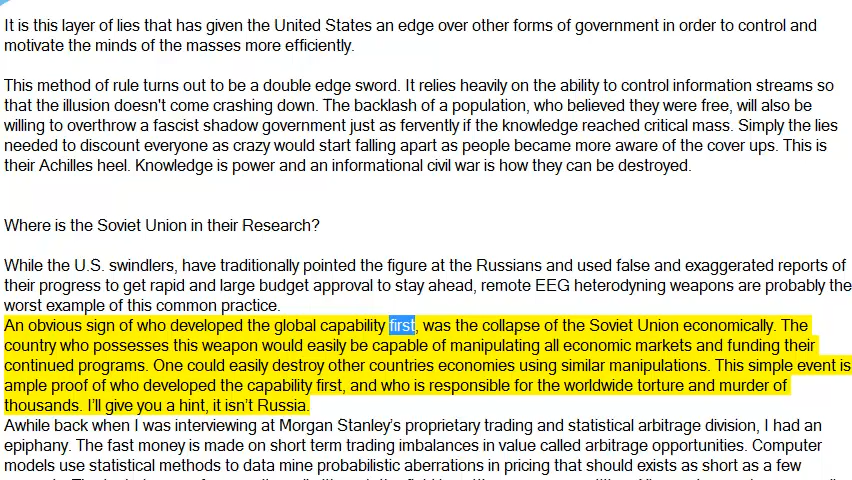 It is this layer of lies that has given the United States an edge over other forms of government in order to control and
motivate the minds of the masses more efficiently.
This method of rule turns out to be a double edge sword. It relies heavily on the ability to control information streams so
that the illusion doesn't come crashing down. The backlash of a population, who believed they were free, will also be
willing to overthrow a fascist shadow government just as fervently if the knowledge reached critical mass. Simply the lies
needed to discount everyone as crazy would start falling apart as people became more aware of the cover ups. This is
their Achilles heel. Knowledge is power and an informational civil war is how they can be destroyed.
Where is the Soviet Union in their Research?
While the U.S. swindlers, have traditionally pointed the figure at the Russians and used false and exaggerated reports of
their progress to get rapid and large budget approval to stay ahead, remote EEG heterodyning weapons are probably the
worst example of this common practice.
An obvious sign of who developed the global capability first, was the collapse of the Soviet Union economically. The
country who possesses this weapon would easily be capable of manipulating all economic markets and funding their
continued programs. One could easily destroy other countries economies using similar manipulations. This simple event is
ample proof of who developed the capability first, and who is responsible for the worldwide torture and murder of
thousands. I'll give you a hint, it isn't Russia.
Awhile back when I was interviewing at Morgan Stanley's proprietary trading and statistical arbitrage division, I had an
epiphany. The fast money is made on short term trading imbalances in value called arbitrage opportunities. Computer
models use statistical methods to data mine probabilistic aberrations in pricing that should exists as short as a few